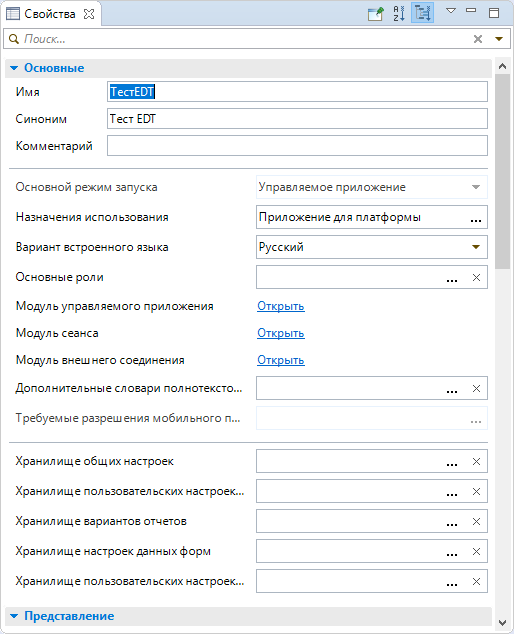 Свойства
Поиск...
Основные
Имя ТестEDT
Синоним Тест EDT
Комментарий
Основной режим запуска Управляемое приложение
Назначения использования Приложение для платформы ...
Вариант встроенного языка Русский
Основные роли ...
Модуль управляемого приложения Открыть
Модуль сеанса Открыть
Модуль внешнего соединения Открыть
Дополнительные словари полнотексто... ...
Требуемые разрешения мобильного п... ...
Хранилище общих настроек ...
Хранилище пользовательских настроек... ...
Хранилище вариантов отчетов ...
Хранилище настроек данных форм ...
Хранилище пользовательских настроек... ...
Представление